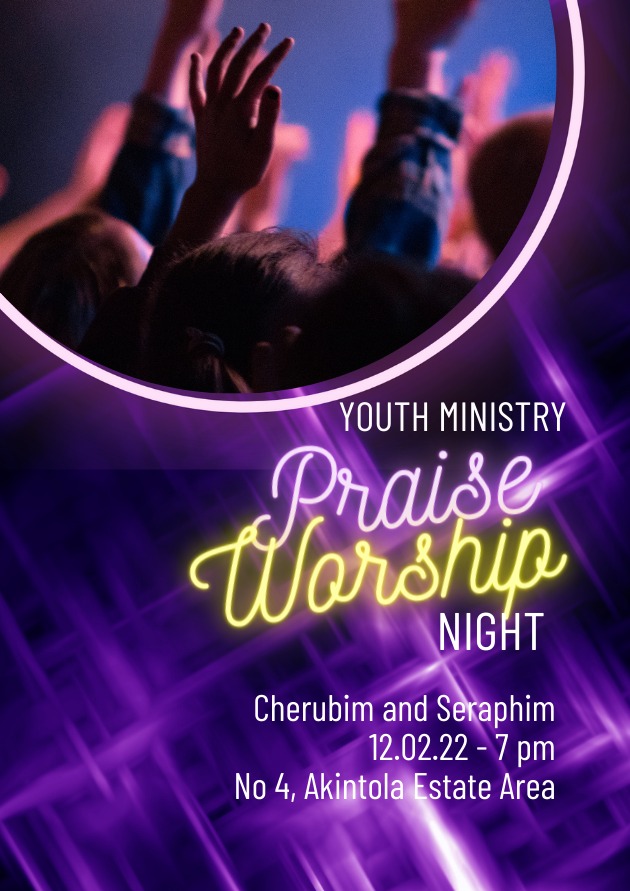 YOUTH MINISTRY
Praise
Worship
NIGHT
Cherubim and Seraphim
12.02.22 - 7 pm
No 4, Akintola Estate Area